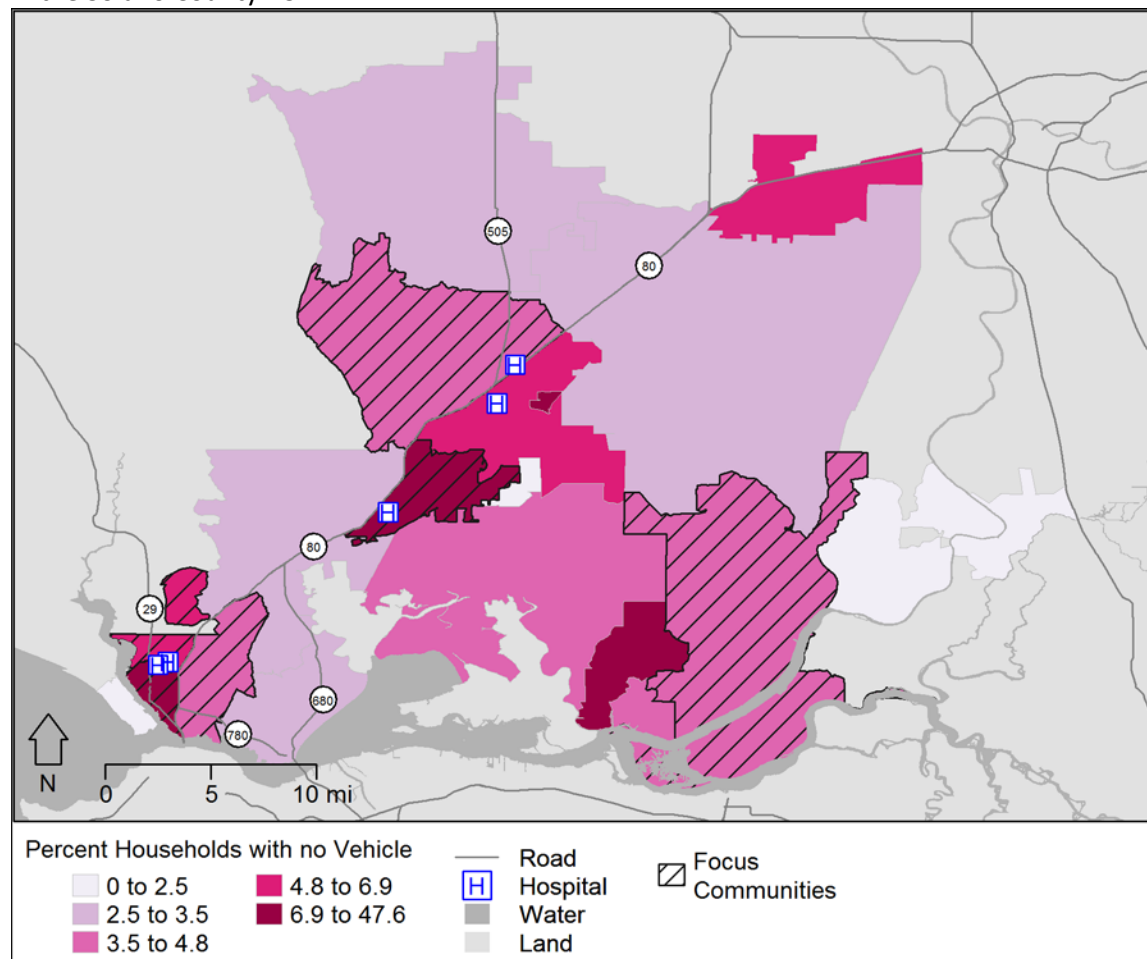 505
80
80
29
680
780
N
0 5 10 mi
Percent Households with no Vehicle
0 to 2.5
2.5 to 3.5
3.5 to 4.8
4.8 to 6.9
6.9 to 47.6
Road
H Hospital
Water
Land
Focus
Communities
H
H
H
H
H